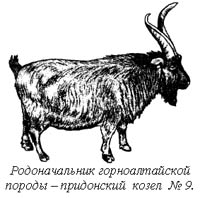 Родоначальник горноалтайской
породы – придонский козел № 9.